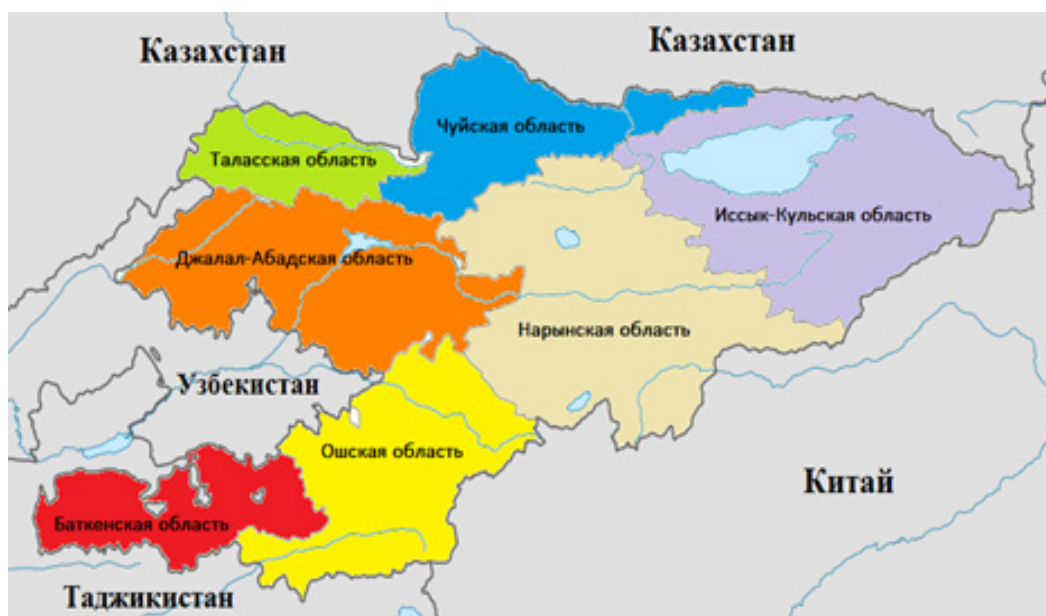 Казахстан
Казахстан
Чуйская область
Таласская область
Иссык-Кульская область
Джалал-Абадская область
Нарынская область
Узбекистан
Ошская область
Китай
Баткенская область
Таджикистан